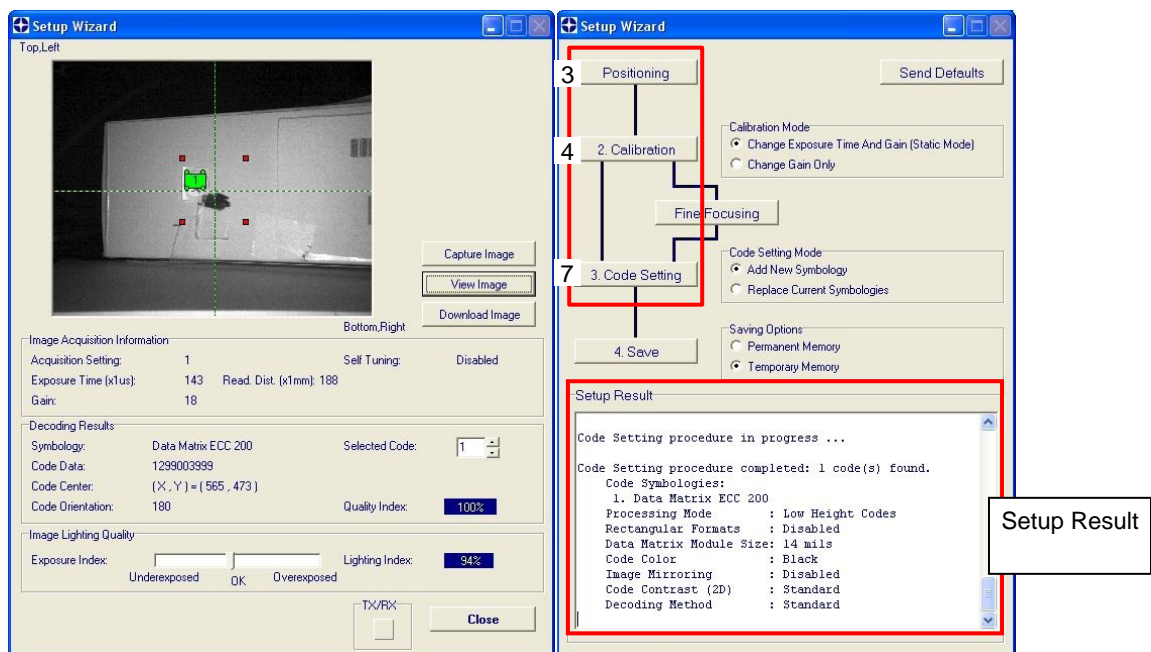 Setup Wizard
Top,Left
1
Bottom,Right
Capture Image
View Image
Download Image
Image Acquisition Information
Acquisition Setting: 1 Self Tuning: Disabled
Exposure Time (x1us): 143 Read. Dist. (x1mm): 188
Gain: 18
Decoding Results
Symbology: Data Matrix ECC 200 Selected Code: 1
Code Data: 1299003999
Code Center: ( X , Y ) = ( 565 , 473 )
Code Orientation: 180 Quality Index: 100%
Image Lighting Quality
Exposure Index: Lighting Index: 94%
Underexposed OK Overexposed
TX/RX
Close
Setup Wizard
3 Positioning
Send Defaults
4 2. Calibration
Calibration Mode
Change Exposure Time And Gain (Static Mode)
Change Gain Only
Fine Focusing
7 3. Code Setting
Code Setting Mode
Add New Symbology
Replace Current Symbologies
4. Save
Saving Options
Permanent Memory
Temporary Memory
Setup Result
Code Setting procedure in progress ...
Code Setting procedure completed: 1 code(s) found.
Code Symbologies:
1. Data Matrix ECC 200
Processing Mode : Low Height Codes
Rectangular Formats : Disabled
Data Matrix Module Size: 14 mils
Code Color : Black
Image Mirroring : Disabled
Code Contrast (2D) : Standard
Decoding Method : Standard
Setup Result